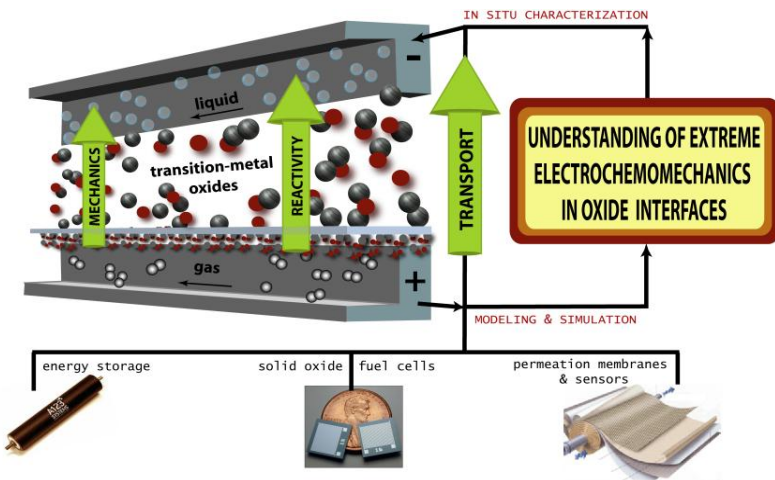 IN SITU CHARACTERIZATION
-
liquid
transition-metal
oxides
MECHANICS
REACTIVITY
TRANSPORT
UNDERSTANDING OF EXTREME
ELECTROCHEMOMECHANICS
IN OXIDE INTERFACES
gas
+
MODELING & SIMULATION
energy storage
solid oxide fuel cells
permeation membranes
& sensors
A123